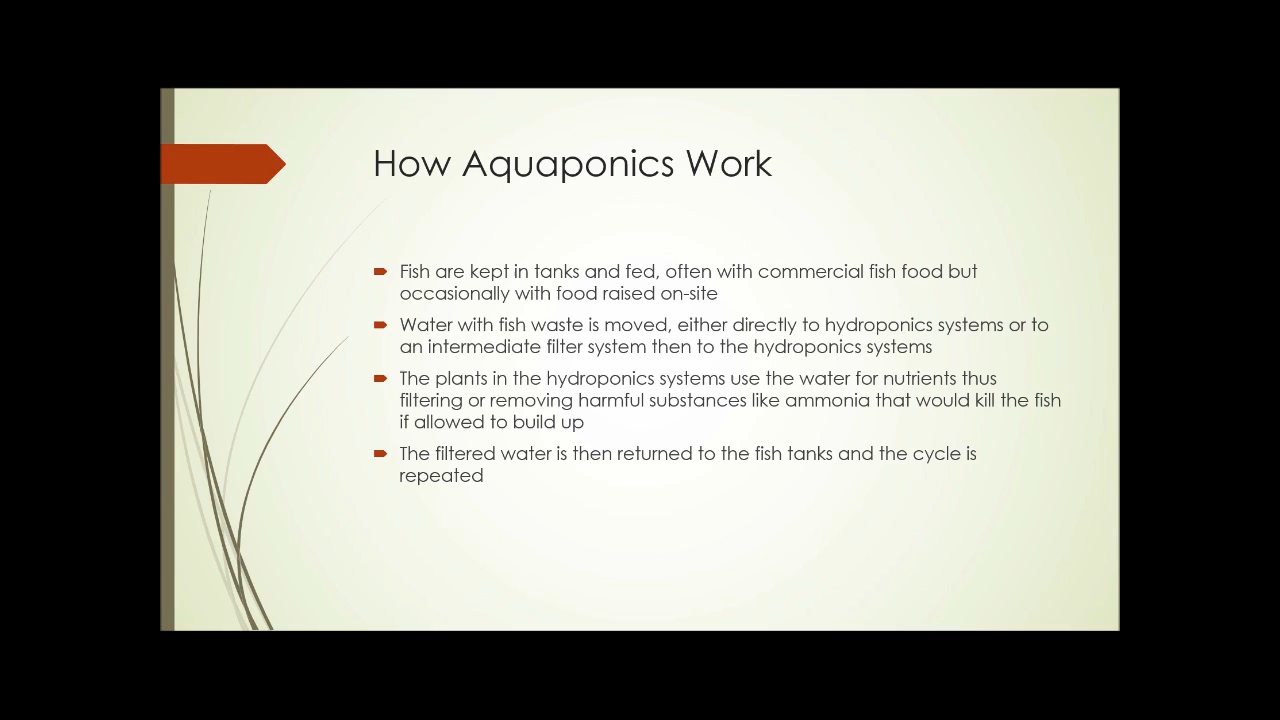 How Aquaponics Work
Fish are kept in tanks and fed, often with commercial fish food but
occasionally with food raised on-site
Water with fish waste is moved, either directly to hydroponics systems or to
an intermediate filter system then to the hydroponics systems
The plants in the hydroponics systems use the water for nutrients thus
filtering or removing harmful substances like ammonia that would kill the fish
if allowed to build up
The filtered water is then returned to the fish tanks and the cycle is
repeated